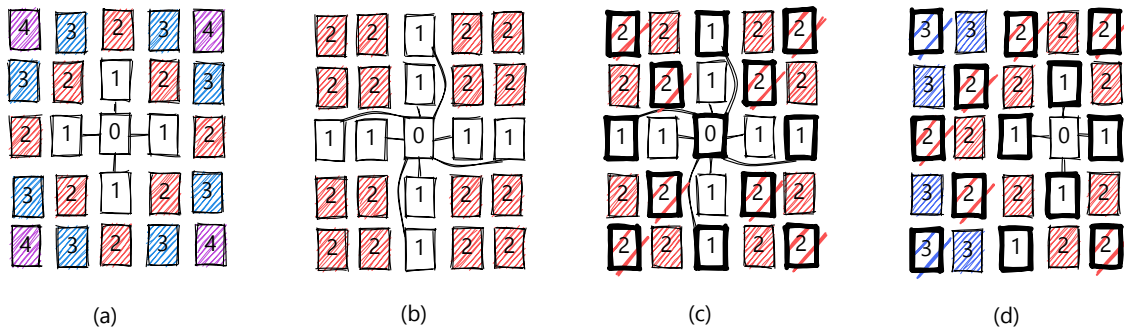 4 3 2 3 4 2 2 1 2 2 2 2 1 2 2 3 3 2 2 2
3 2 1 2 3 2 2 1 2 2 2 2 1 2 2 3 2 2 1 2
2 1 0 1 2 1 1 0 1 1 1 1 0 1 1 2 2 1 0 1
3 2 1 2 3 2 2 1 2 2 2 2 1 2 2 3 2 2 1 2
4 3 2 3 4 2 2 1 2 2 2 2 1 2 2 3 3 1 2 2
(a) (b) (c) (d)